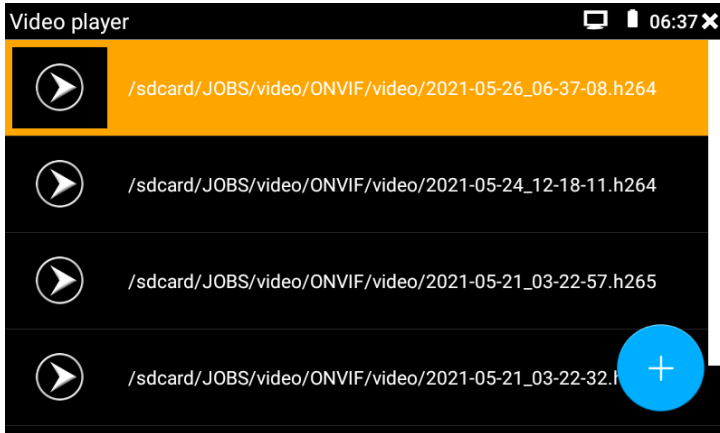 Video player
06:37
/sdcard/JOBS/video/ONVIF/video/2021-05-26_06-37-08.h264
/sdcard/JOBS/video/ONVIF/video/2021-05-24_12-18-11.h264
/sdcard/JOBS/video/ONVIF/video/2021-05-21_03-22-57.h265
/sdcard/JOBS/video/ONVIF/video/2021-05-21_03-22-32.